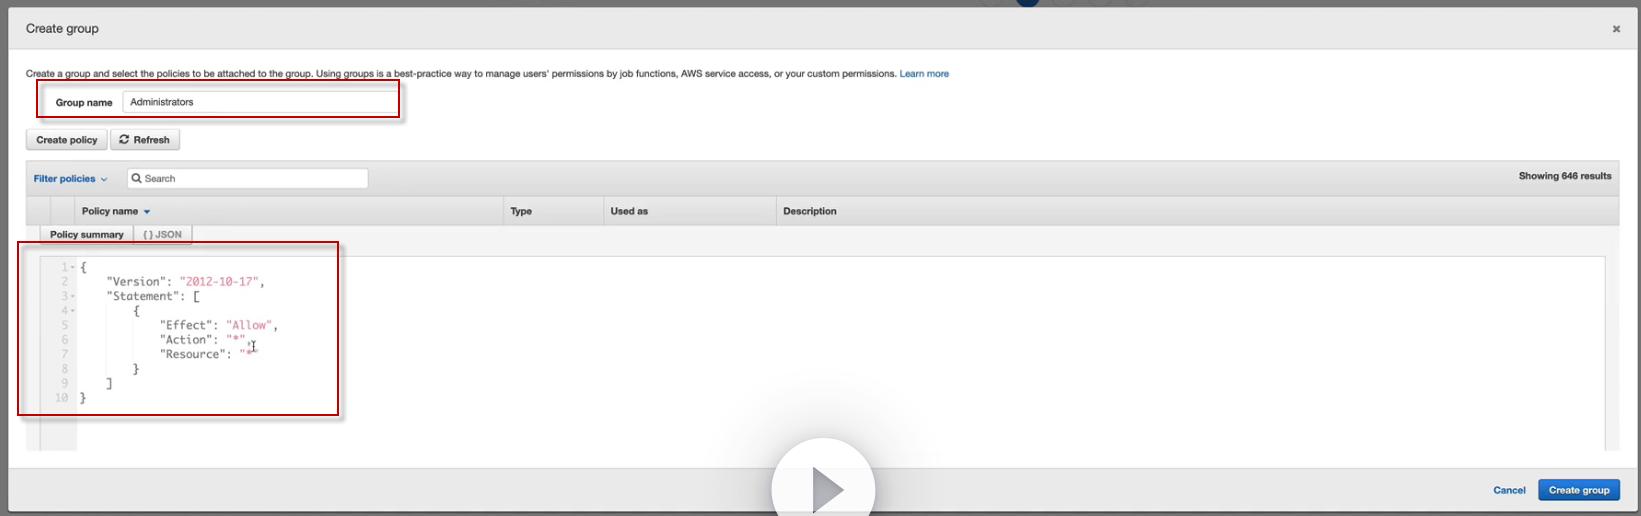 Create group
Create a group and select the policies to be attached to the group. Using groups is a best-practice way to manage users' permissions by job functions, AWS service access, or your custom permissions. Learn more
Group name Administrators
Create policy Refresh
Filter policies Search Showing 646 results
Policy name Type Used as Description
Policy summary { } JSON
1 {
2 "Version": "2012-10-17",
3 "Statement": [
4 {
5 "Effect": "Allow",
6 "Action": "*",
7 "Resource": "*"
8 }
9 ]
10 }
Cancel Create group